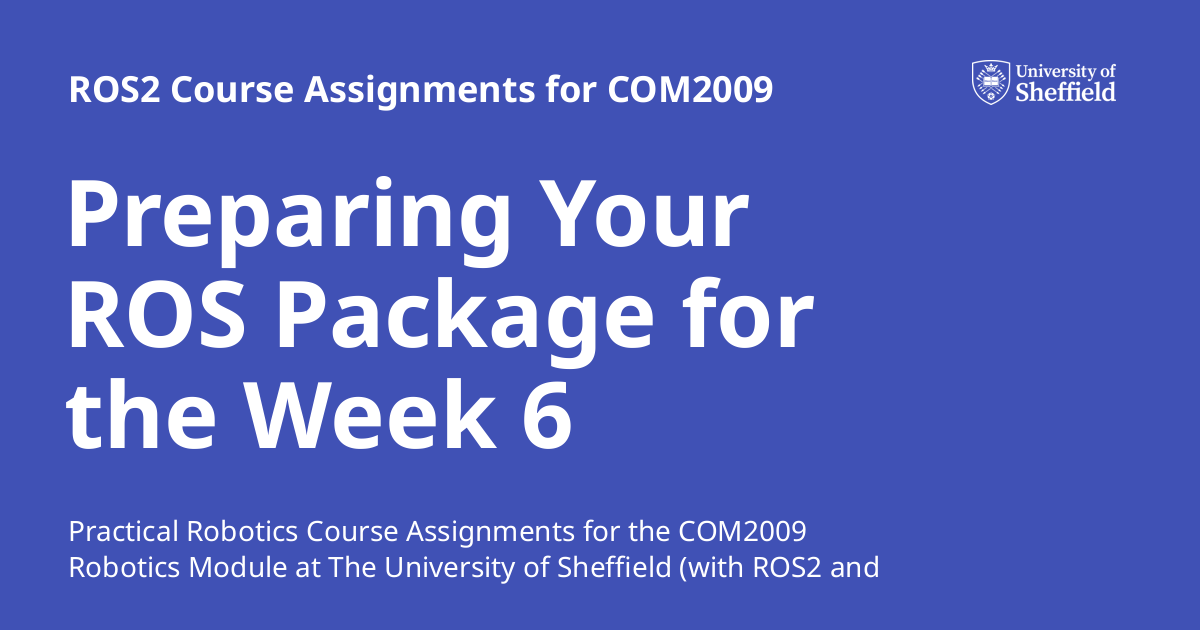 ROS2 Course Assignments for COM2009
University of
Sheffield
Preparing Your
ROS Package for
the Week 6
Practical Robotics Course Assignments for the COM2009
Robotics Module at The University of Sheffield (with ROS2 and